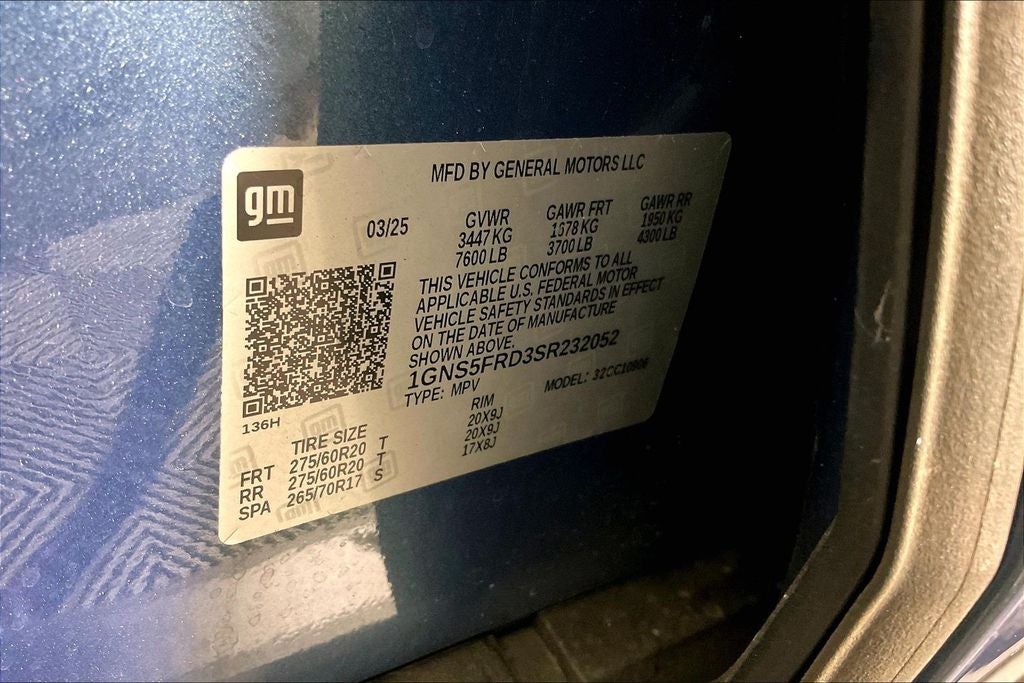 gm
MFD BY GENERAL MOTORS LLC
03/25
GVWR GAWR FRT GAWR RR
3447 KG 1678 KG 1950 KG
7600 LB 3700 LB 4300 LB
THIS VEHICLE CONFORMS TO ALL
APPLICABLE U.S. FEDERAL MOTOR
VEHICLE SAFETY STANDARDS IN EFFECT
ON THE DATE OF MANUFACTURE
SHOWN ABOVE.
1GNS5FRD3SR232052
TYPE: MPV MODEL: 32CC10906
136H
TIRE SIZE RIM
FRT 275/60R20 T 20X9J
RR 275/60R20 T 20X9J
SPA 265/70R17 S 17X8J